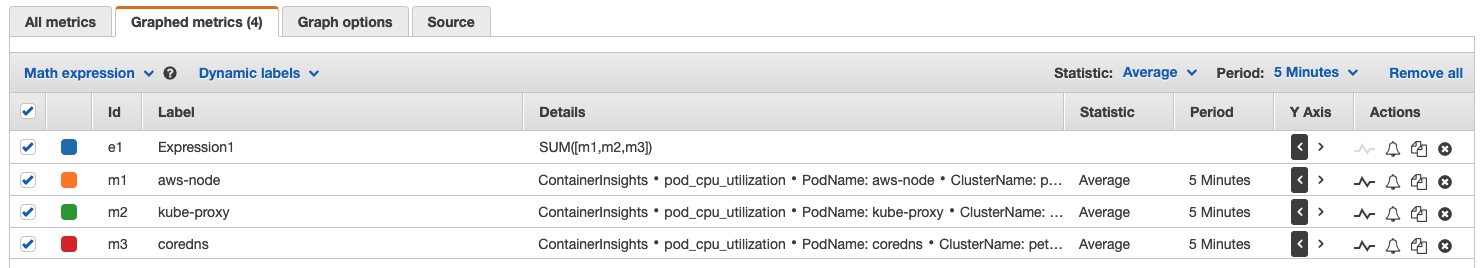 All metrics Graphed metrics (4) Graph options Source
Math expression Dynamic labels Statistic: Average Period: 5 Minutes Remove all
Id Label Details Statistic Period Y Axis Actions
e1 Expression1 SUM([m1,m2,m3])
m1 aws-node ContainerInsights • pod_cpu_utilization • PodName: aws-node • ClusterName: p... Average 5 Minutes
m2 kube-proxy ContainerInsights • pod_cpu_utilization • PodName: kube-proxy • ClusterName: ... Average 5 Minutes
m3 coredns ContainerInsights • pod_cpu_utilization • PodName: coredns • ClusterName: pet... Average 5 Minutes